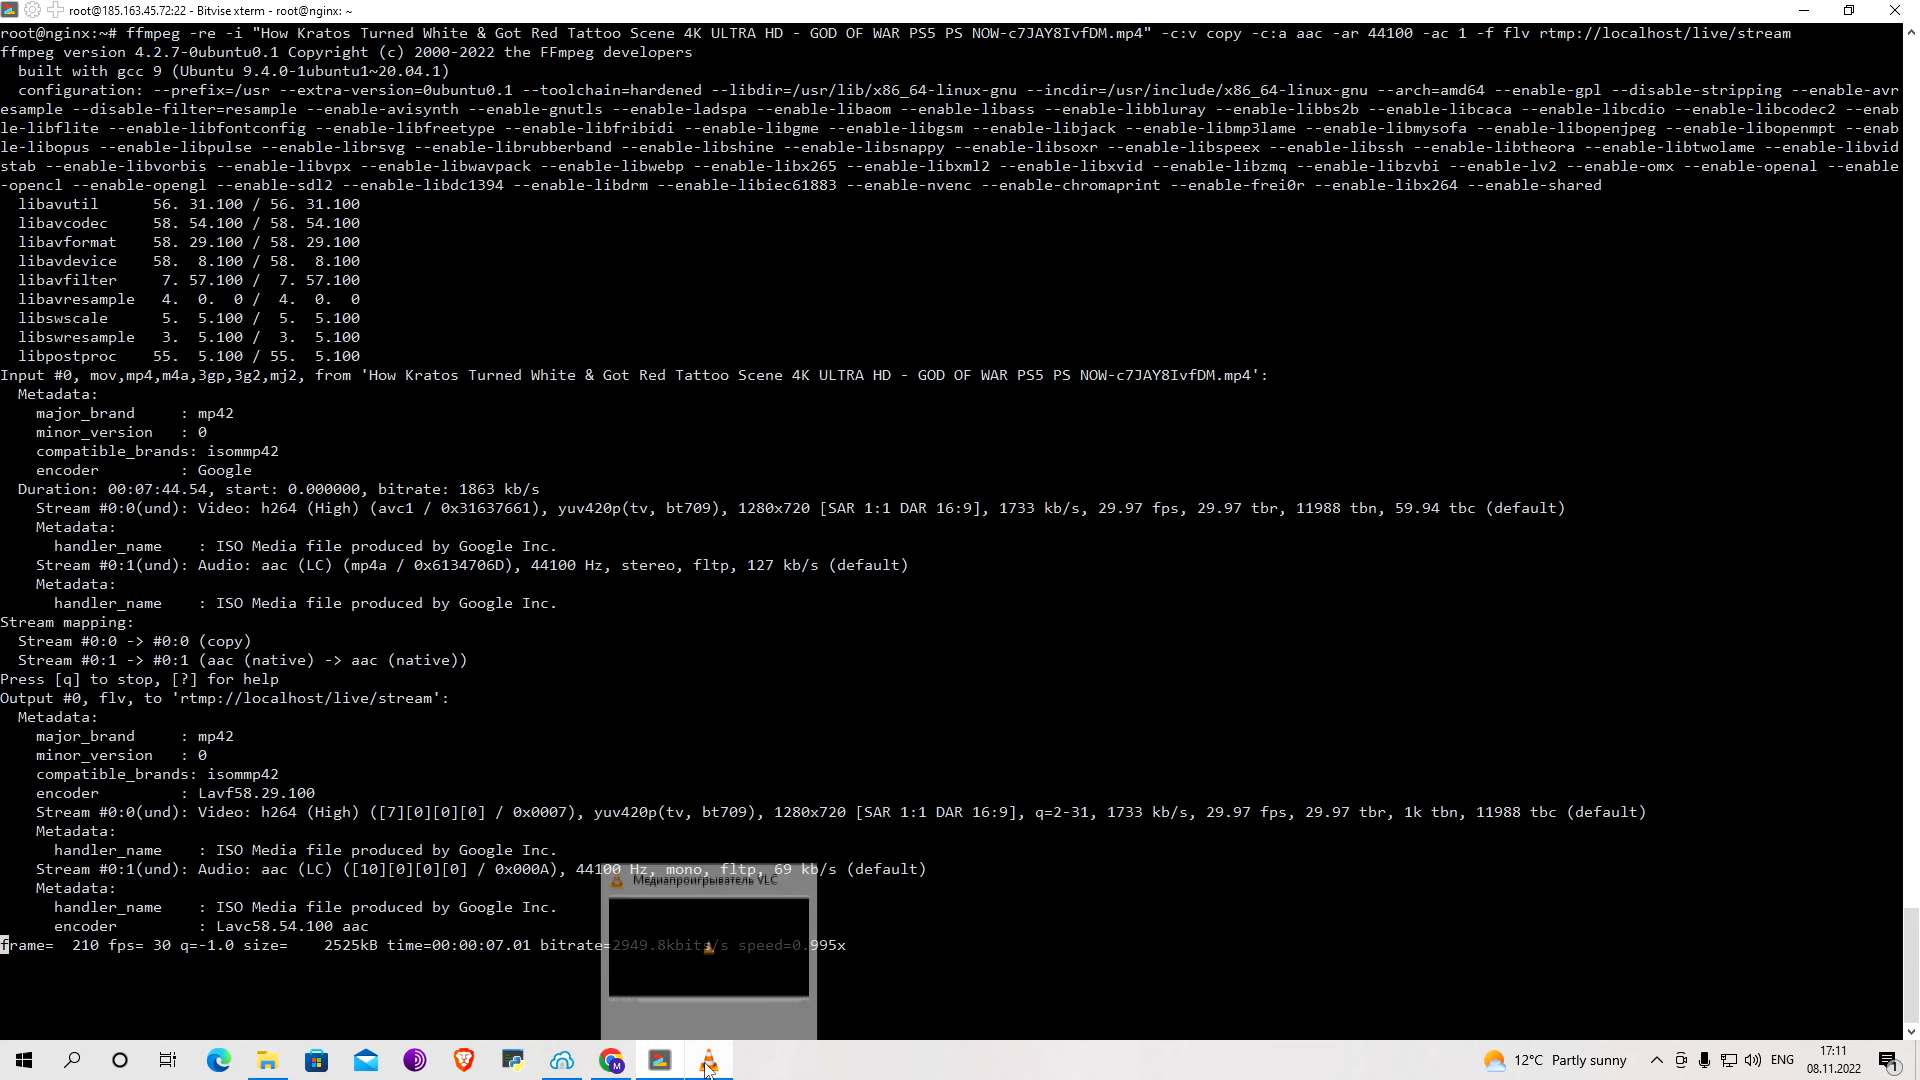 root@185.163.45.72:22 - Bitvise xterm - root@nginx: ~
root@nginx:~# ffmpeg -re -i "How Kratos Turned White & Got Red Tattoo Scene 4K ULTRA HD - GOD OF WAR PS5 PS NOW-c7JAY8IvfDM.mp4" -c:v copy -c:a aac -ar 44100 -ac 1 -f flv rtmp://localhost/live/stream
ffmpeg version 4.2.7-0ubuntu0.1 Copyright (c) 2000-2022 the FFmpeg developers
  built with gcc 9 (Ubuntu 9.4.0-1ubuntu1~20.04.1)
  configuration: --prefix=/usr --extra-version=0ubuntu0.1 --toolchain=hardened --libdir=/usr/lib/x86_64-linux-gnu --incdir=/usr/include/x86_64-linux-gnu --arch=amd64 --enable-gpl --disable-stripping --enable-avr
esample --disable-filter=resample --enable-avisynth --enable-gnutls --enable-ladspa --enable-libaom --enable-libass --enable-libbluray --enable-libbs2b --enable-libcaca --enable-libcdio --enable-libcodec2 --enab
le-libflite --enable-libfontconfig --enable-libfreetype --enable-libfribidi --enable-libgme --enable-libgsm --enable-libjack --enable-libmp3lame --enable-libmysofa --enable-libopenjpeg --enable-libopenmpt --enab
le-libopus --enable-libpulse --enable-librsvg --enable-librubberband --enable-libshine --enable-libsnappy --enable-libsoxr --enable-libspeex --enable-libssh --enable-libtheora --enable-libtwolame --enable-libvid
stab --enable-libvorbis --enable-libvpx --enable-libwavpack --enable-libwebp --enable-libx265 --enable-libxml2 --enable-libxvid --enable-libzmq --enable-libzvbi --enable-lv2 --enable-omx --enable-openal --enable
-opencl --enable-opengl --enable-sdl2 --enable-libdc1394 --enable-libdrm --enable-libiec61883 --enable-nvenc --enable-chromaprint --enable-frei0r --enable-libx264 --enable-shared
  libavutil      56. 31.100 / 56. 31.100
  libavcodec     58. 54.100 / 58. 54.100
  libavformat    58. 29.100 / 58. 29.100
  libavdevice    58.  8.100 / 58.  8.100
  libavfilter     7. 57.100 /  7. 57.100
  libavresample   4.  0.  0 /  4.  0.  0
  libswscale      5.  5.100 /  5.  5.100
  libswresample   3.  5.100 /  3.  5.100
  libpostproc    55.  5.100 / 55.  5.100
Input #0, mov,mp4,m4a,3gp,3g2,mj2, from 'How Kratos Turned White & Got Red Tattoo Scene 4K ULTRA HD - GOD OF WAR PS5 PS NOW-c7JAY8IvfDM.mp4':
  Metadata:
    major_brand     : mp42
    minor_version   : 0
    compatible_brands: isommp42
    encoder         : Google
  Duration: 00:07:44.54, start: 0.000000, bitrate: 1863 kb/s
    Stream #0:0(und): Video: h264 (High) (avc1 / 0x31637661), yuv420p(tv, bt709), 1280x720 [SAR 1:1 DAR 16:9], 1733 kb/s, 29.97 fps, 29.97 tbr, 11988 tbn, 59.94 tbc (default)
    Metadata:
      handler_name    : ISO Media file produced by Google Inc.
    Stream #0:1(und): Audio: aac (LC) (mp4a / 0x6134706D), 44100 Hz, stereo, fltp, 127 kb/s (default)
    Metadata:
      handler_name    : ISO Media file produced by Google Inc.
Stream mapping:
  Stream #0:0 -> #0:0 (copy)
  Stream #0:1 -> #0:1 (aac (native) -> aac (native))
Press [q] to stop, [?] for help
Output #0, flv, to 'rtmp://localhost/live/stream':
  Metadata:
    major_brand     : mp42
    minor_version   : 0
    compatible_brands: isommp42
    encoder         : Lavf58.29.100
    Stream #0:0(und): Video: h264 (High) ([7][0][0][0] / 0x0007), yuv420p(tv, bt709), 1280x720 [SAR 1:1 DAR 16:9], q=2-31, 1733 kb/s, 29.97 fps, 29.97 tbr, 1k tbn, 11988 tbc (default)
    Metadata:
      handler_name    : ISO Media file produced by Google Inc.
    Stream #0:1(und): Audio: aac (LC) ([10][0][0][0] / 0x000A), 44100 Hz, mono, fltp, 69 kb/s (default)
    Metadata:
Медиапроигрыватель VLC
      handler_name    : ISO Media file produced by Google Inc.
      encoder         : Lavc58.54.100 aac
frame=  210 fps= 30 q=-1.0 size=    2525kB time=00:00:07.01 bitrate=2949.8kbits/s speed=0.995x
12°C Partly sunny
ENG
17:11
08.11.2022
1